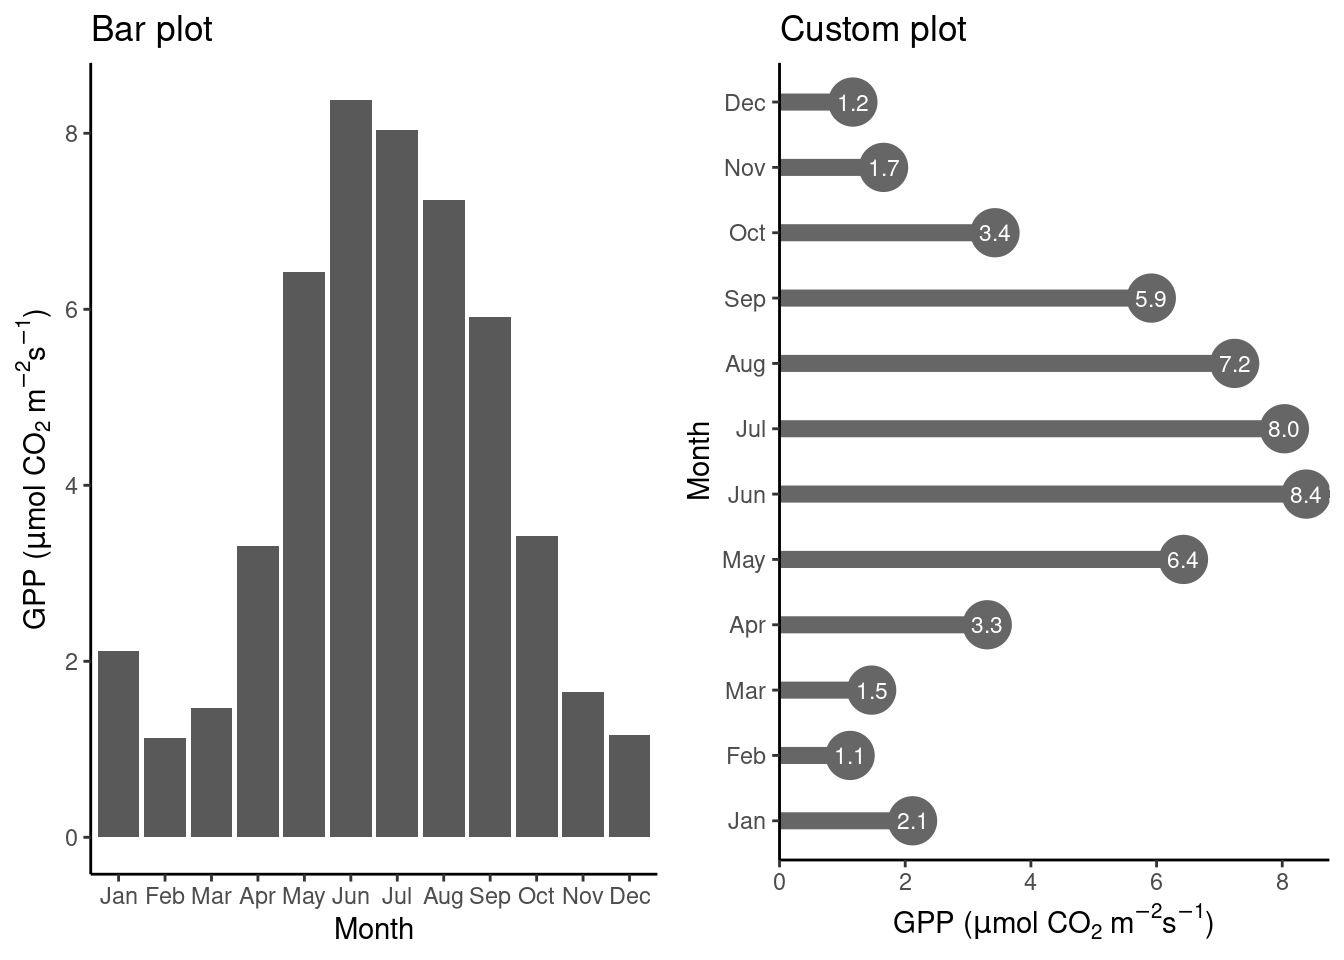 Bar plot
GPP (μmol CO₂ m⁻²s⁻¹)
8
6
4
2
0
Jan Feb Mar Apr May Jun Jul Aug Sep Oct Nov Dec
Month
Custom plot
Month
Dec 1.2
Nov 1.7
Oct 3.4
Sep 5.9
Aug 7.2
Jul 8.0
Jun 8.4
May 6.4
Apr 3.3
Mar 1.5
Feb 1.1
Jan 2.1
0 2 4 6 8
GPP (μmol CO₂ m⁻²s⁻¹)